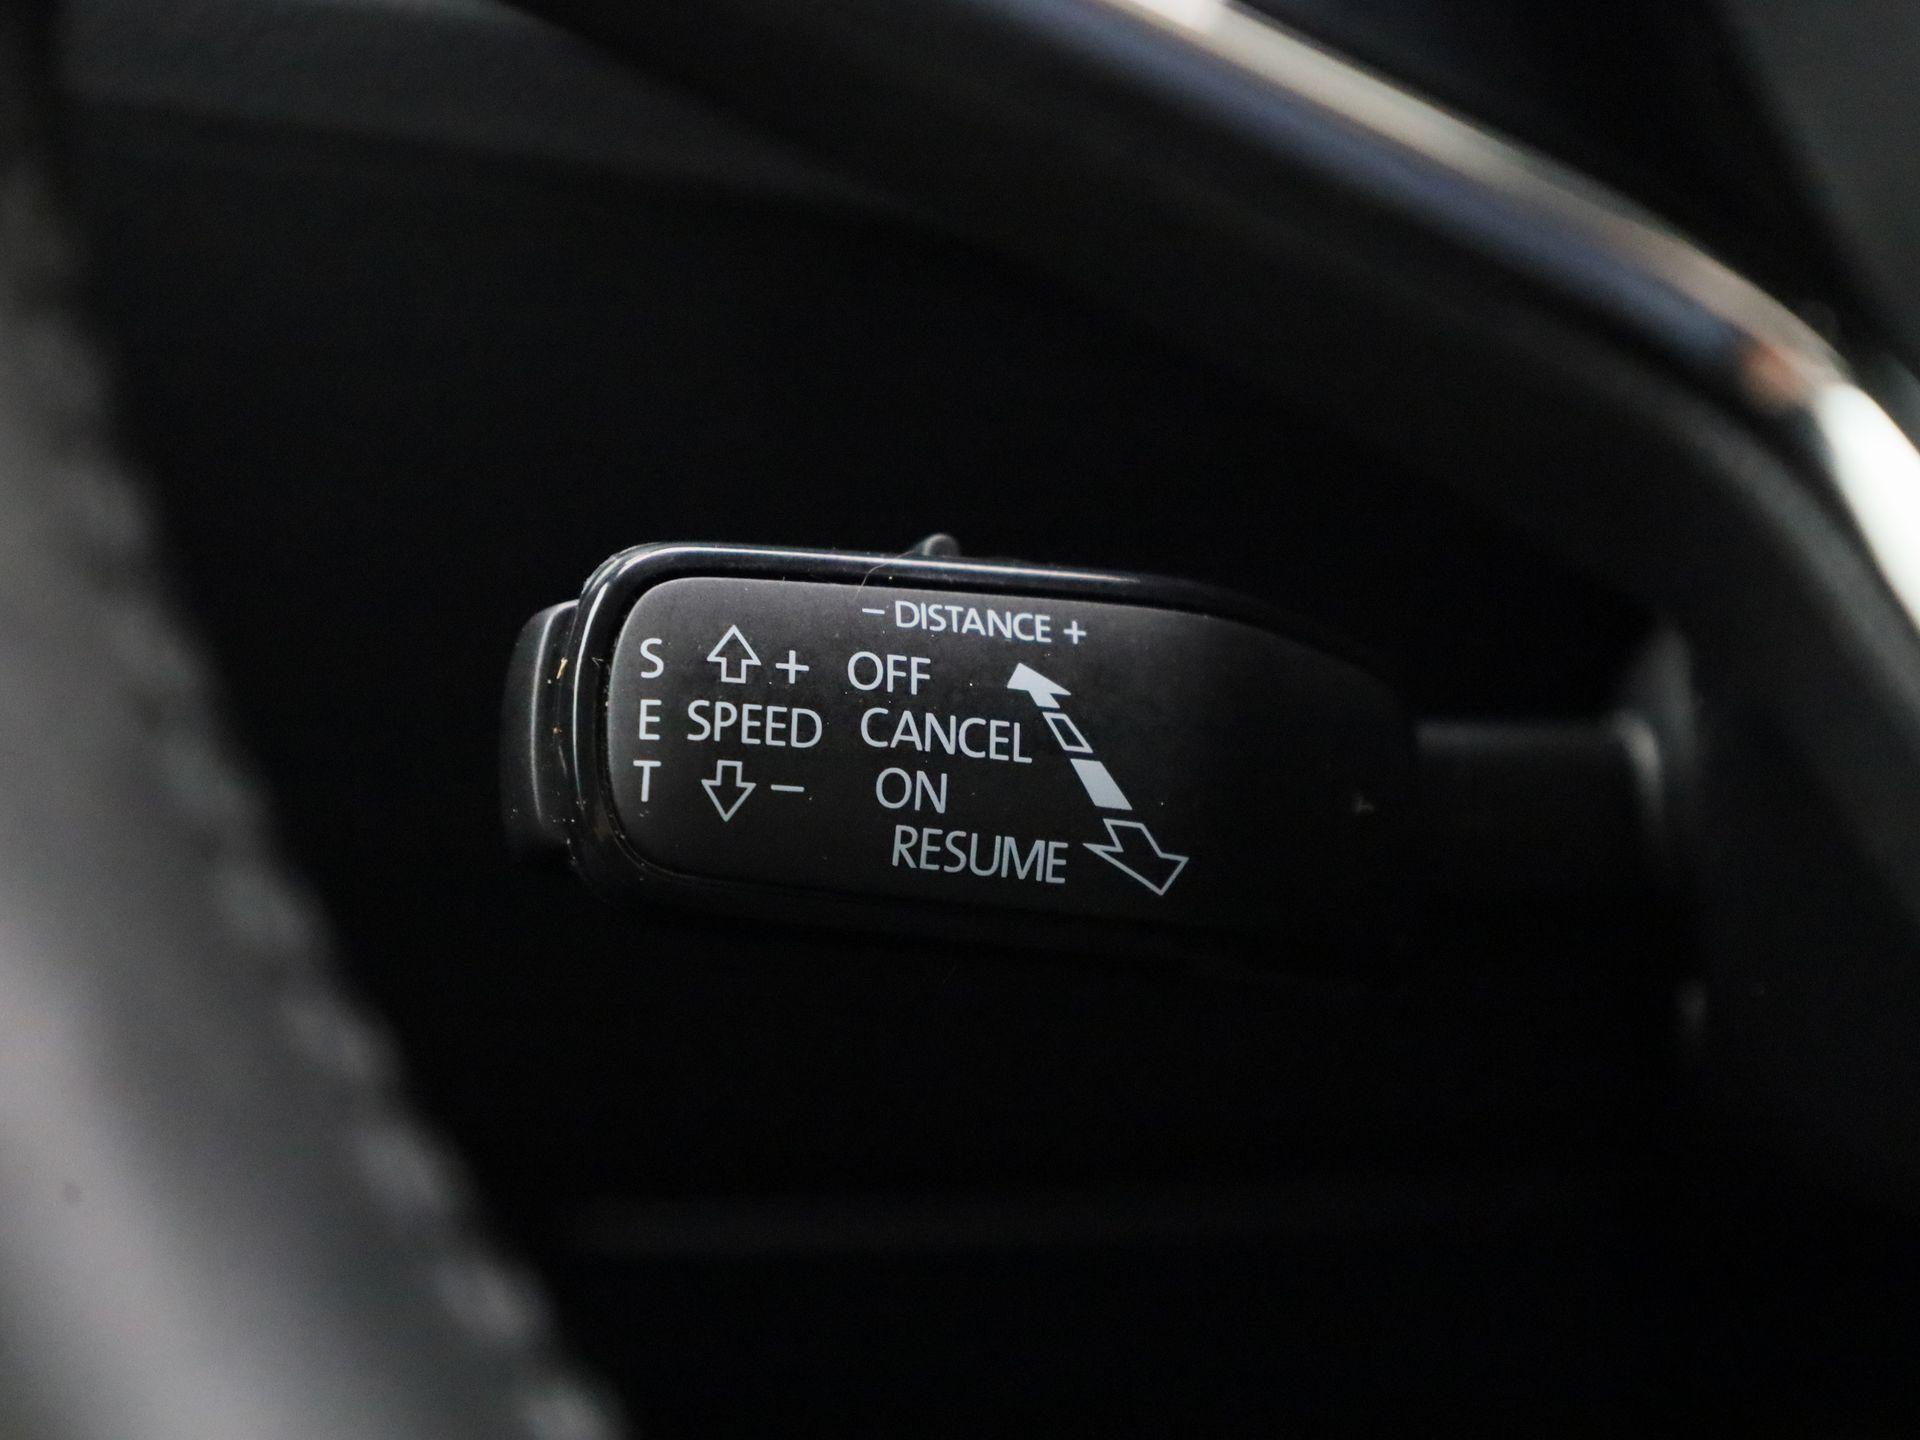 – DISTANCE +
S + OFF
E SPEED CANCEL
T – ON
RESUME